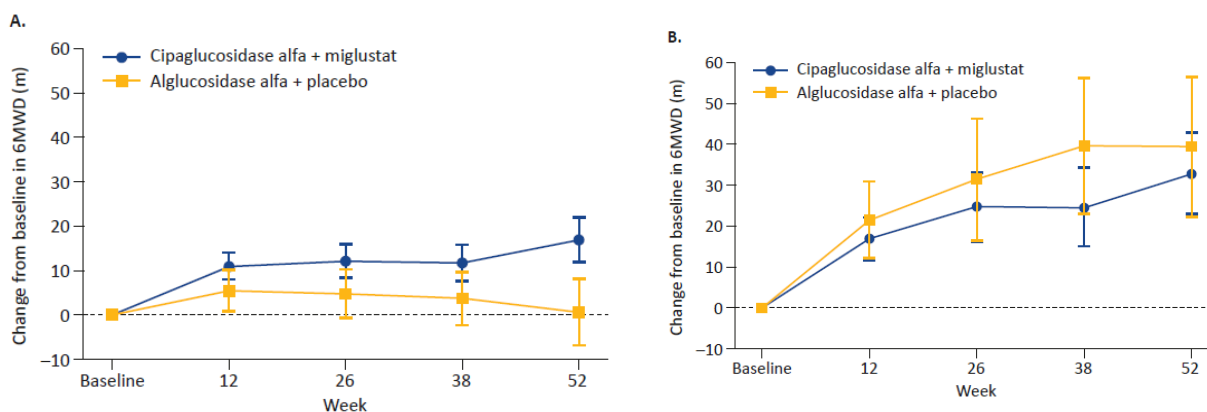 A.
Change from baseline in 6MWD (m)
60
50
40
30
20
10
0
–10
Cipaglucosidase alfa + miglustat
Alglucosidase alfa + placebo
Baseline 12 26 38 52
Week
B.
Change from baseline in 6MWD (m)
60
50
40
30
20
10
0
–10
Cipaglucosidase alfa + miglustat
Alglucosidase alfa + placebo
Baseline 12 26 38 52
Week